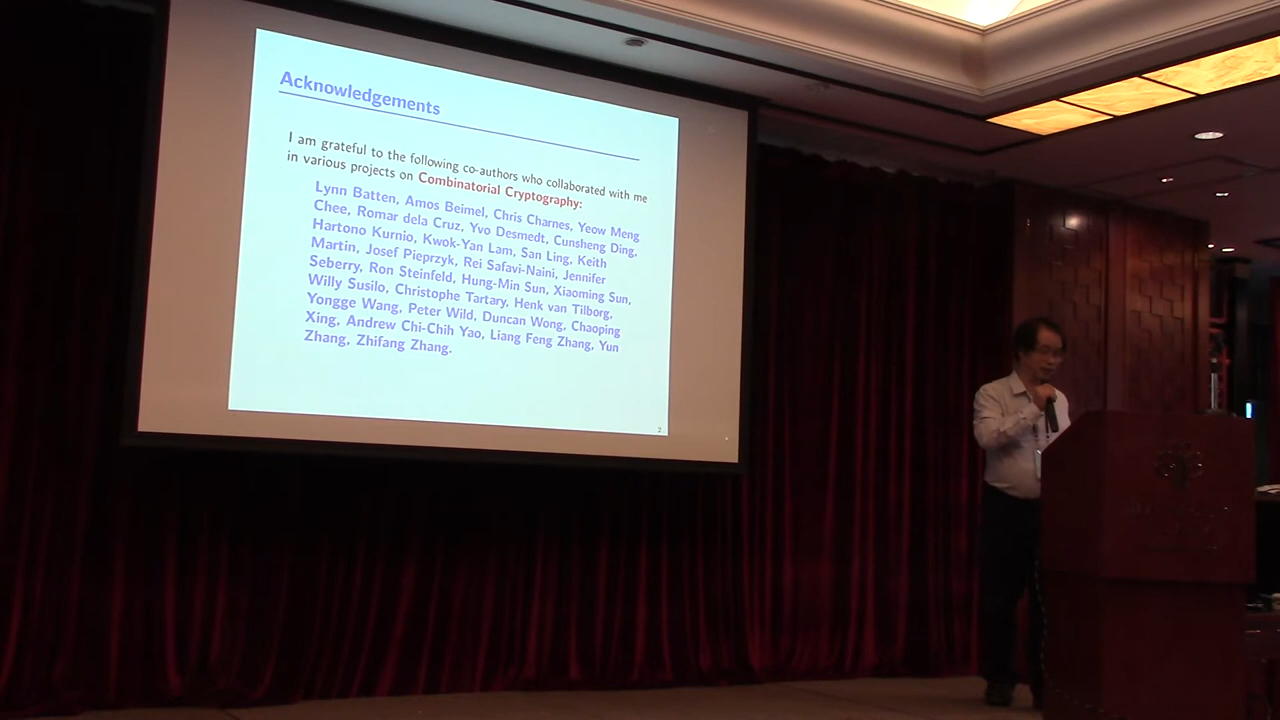 Acknowledgements
I am grateful to the following co-authors who collaborated with me
in various projects on Combinatorial Cryptography:
Lynn Batten, Amos Beimel, Chris Charnes, Yeow Meng
Chee, Romar dela Cruz, Yvo Desmedt, Cunsheng Ding,
Hartono Kurnio, Kwok-Yan Lam, San Ling, Keith
Martin, Josef Pieprzyk, Rei Safavi-Naini, Jennifer
Seberry, Ron Steinfeld, Hung-Min Sun, Xiaoming Sun,
Willy Susilo, Christophe Tartary, Henk van Tilborg,
Yongge Wang, Peter Wild, Duncan Wong, Chaoping
Xing, Andrew Chi-Chih Yao, Liang Feng Zhang, Yun
Zhang, Zhifang Zhang.
2